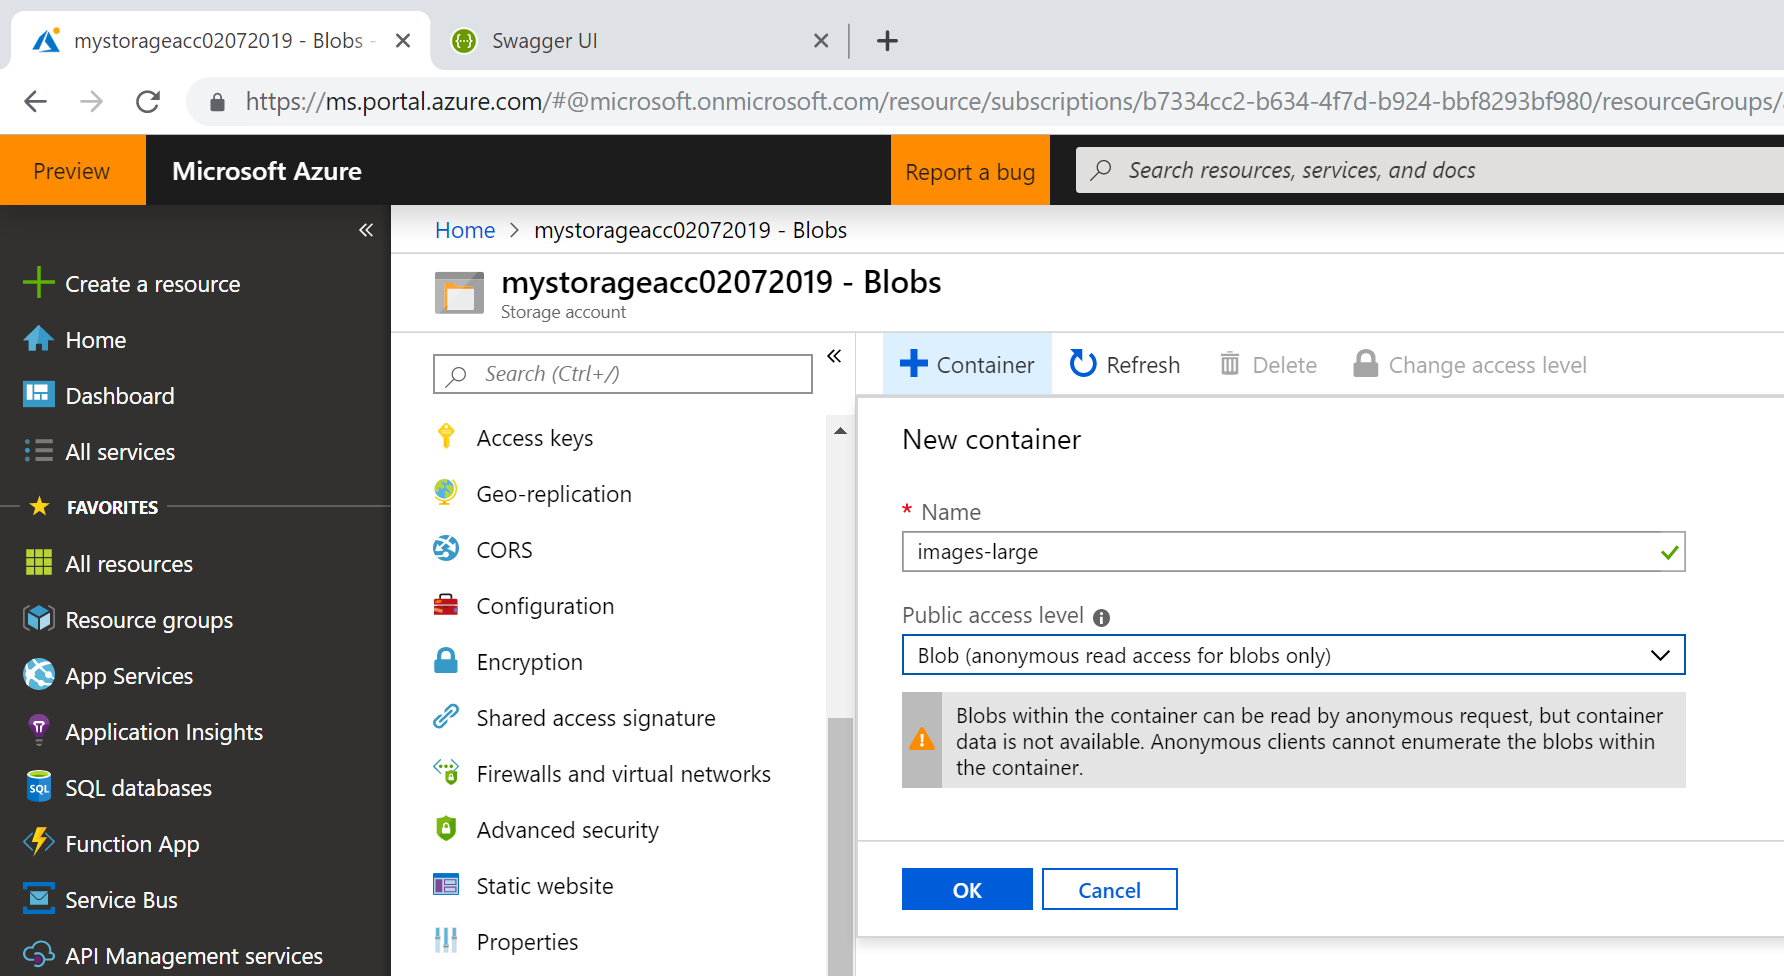 mystorageacc02072019 - Blobs -
Swagger UI
https://ms.portal.azure.com/#@microsoft.onmicrosoft.com/resource/subscriptions/b7334cc2-b634-4f7d-b924-bbf8293bf980/resourceGroups/
Preview
Microsoft Azure
Report a bug
Search resources, services, and docs
Create a resource
Home
Dashboard
All services
FAVORITES
All resources
Resource groups
App Services
Application Insights
SQL
SQL databases
Function App
Service Bus
API Management services
Home > mystorageacc02072019 - Blobs
mystorageacc02072019 - Blobs
Storage account
Search (Ctrl+/)
Access keys
Geo-replication
CORS
Configuration
Encryption
Shared access signature
Firewalls and virtual networks
Advanced security
Static website
Properties
Container
Refresh
Delete
Change access level
New container
* Name
images-large
Public access level
Blob (anonymous read access for blobs only)
Blobs within the container can be read by anonymous request, but container
data is not available. Anonymous clients cannot enumerate the blobs within
the container.
OK
Cancel